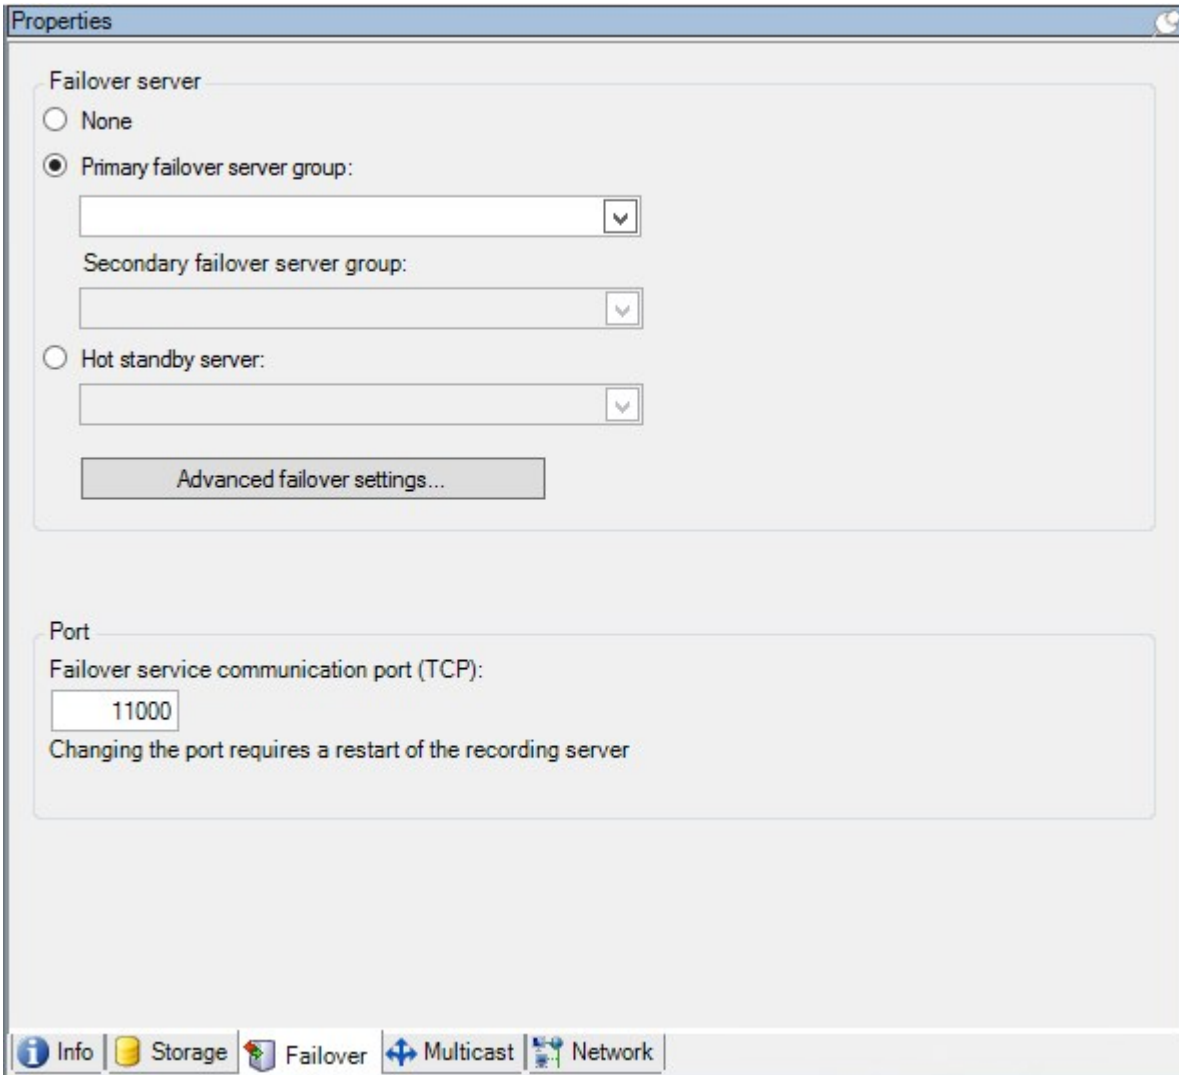 Properties
Failover server
None
Primary failover server group:
Secondary failover server group:
Hot standby server:
Advanced failover settings...
Port
Failover service communication port (TCP):
11000
Changing the port requires a restart of the recording server
Info Storage Failover Multicast Network